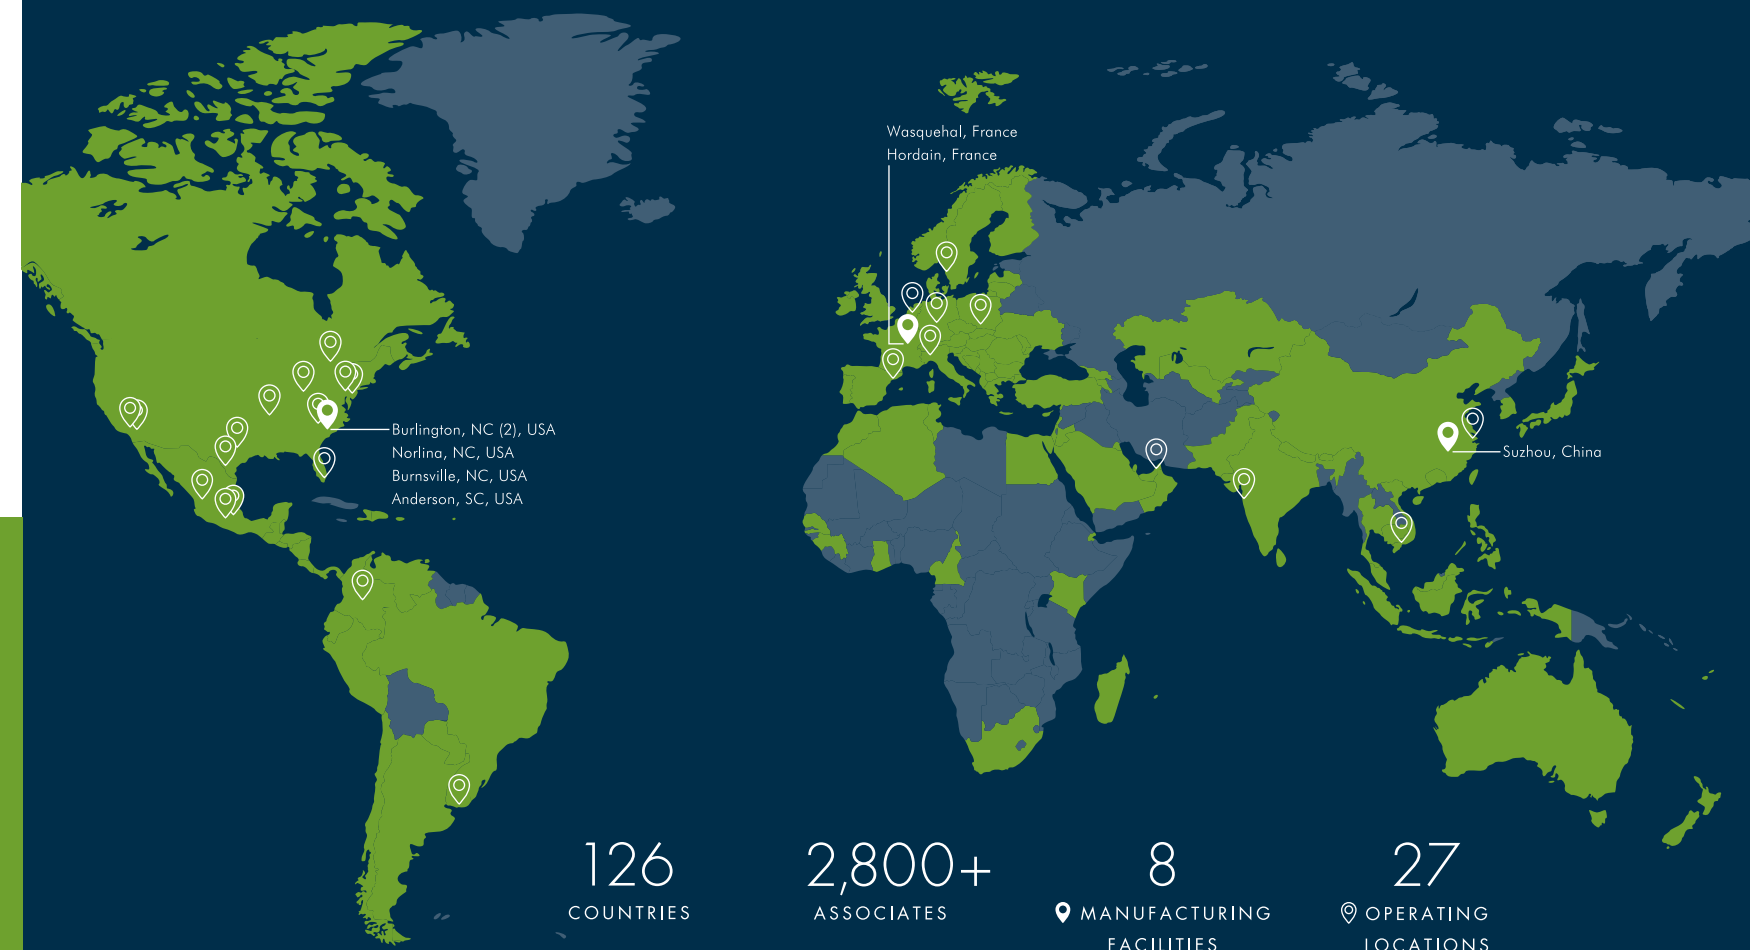 Wasquehal, France
Hordain, France
Burlington, NC (2), USA
Norlina, NC, USA
Burnsville, NC, USA
Anderson, SC, USA
Suzhou, China
126
COUNTRIES
2,800+
ASSOCIATES
8
MANUFACTURING
FACILITIES
27
OPERATING
LOCATIONS